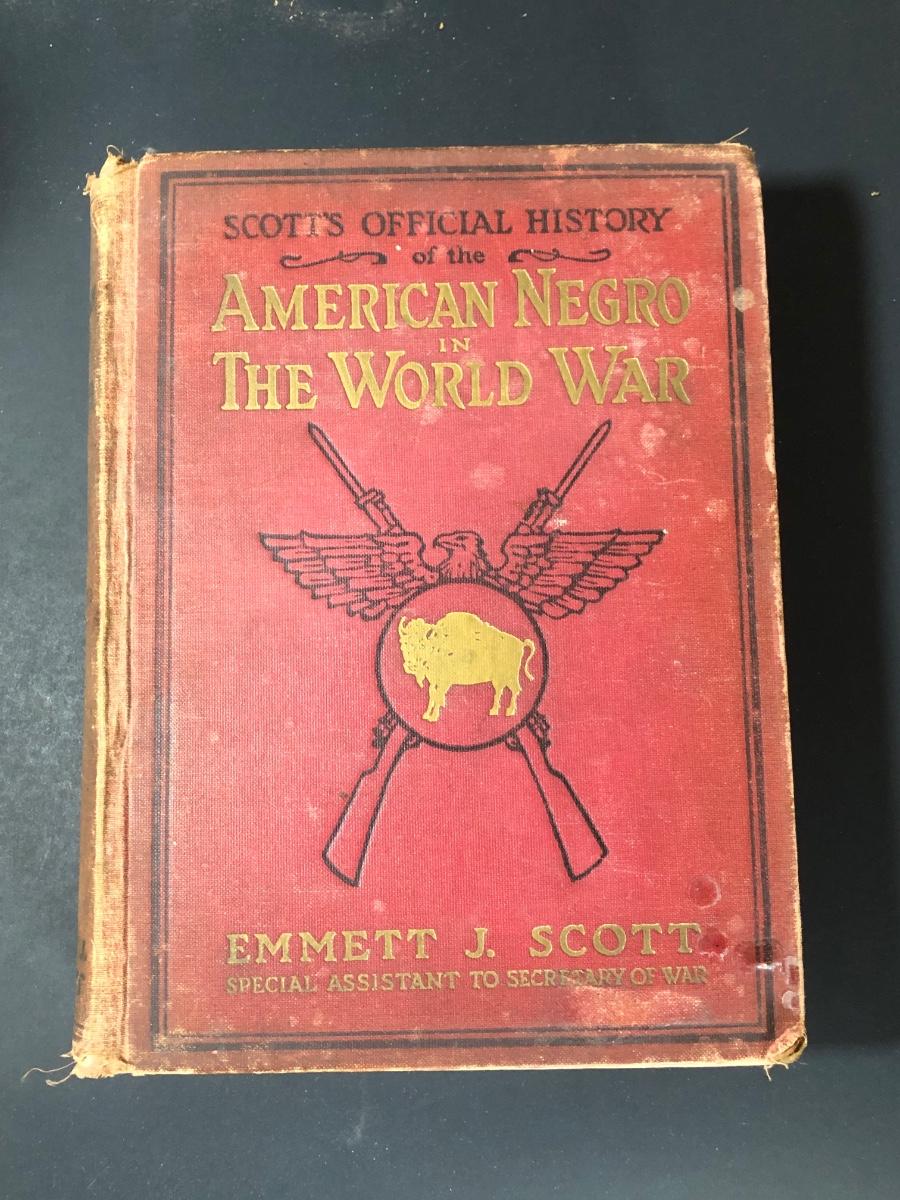 SCOTT'S OFFICIAL HISTORY
of the
AMERICAN NEGRO
IN
THE WORLD WAR
EMMETT J. SCOTT
SPECIAL ASSISTANT TO SECRETARY OF WAR